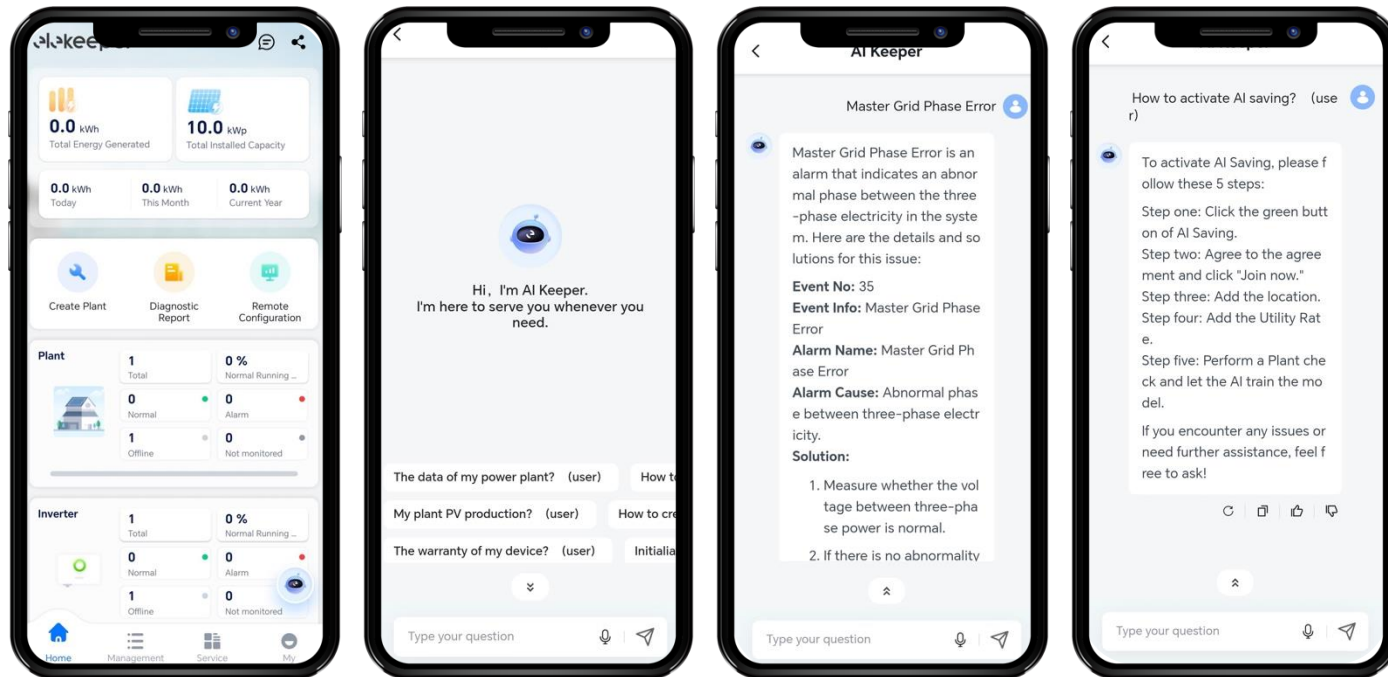 0.0 kWh
Total Energy Generated
10.0 kWp
Total Installed Capacity
0.0 kWh
Today
0.0 kWh
This Month
0.0 kWh
Current Year
Create Plant
Diagnostic
Report
Remote
Configuration
Plant
1
Total
0 %
Normal Running ...
0
Normal
0
Alarm
1
Offline
0
Not monitored
Inverter
1
Total
0 %
Normal Running ...
0
Normal
0
Alarm
1
Offline
0
Not monitored
Home
Management
Service
My
Hi, I'm AI Keeper.
I'm here to serve you whenever you
need.
The data of my power plant? (user)
How to
My plant PV production? (user)
How to cre
The warranty of my device? (user)
Initialia
Type your question
AI Keeper
Master Grid Phase Error
Master Grid Phase Error is an
alarm that indicates an abnor
mal phase between the three
-phase electricity in the syste
m. Here are the details and so
lutions for this issue:
Event No: 35
Event Info: Master Grid Phase
Error
Alarm Name: Master Grid Ph
ase Error
Alarm Cause: Abnormal phas
e between three-phase electr
icity.
Solution:
1. Measure whether the vol
tage between three-pha
se power is normal.
2. If there is no abnormality
Type your question
How to activate AI saving? (use
r)
To activate AI Saving, please f
ollow these 5 steps:
Step one: Click the green butt
on of AI Saving.
Step two: Agree to the agree
ment and click "Join now."
Step three: Add the location.
Step four: Add the Utility Rat
e.
Step five: Perform a Plant che
ck and let the AI train the mo
del.
If you encounter any issues or
need further assistance, feel f
ree to ask!
Type your question